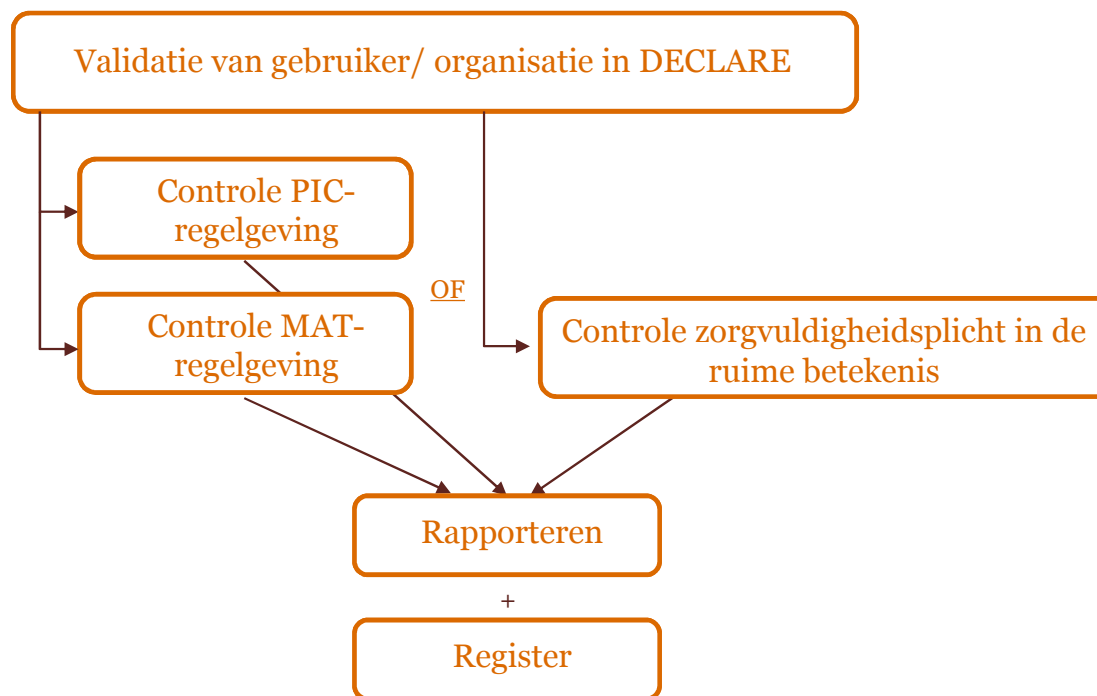 Validatie van gebruiker/ organisatie in DECLARE
Controle PIC-
regelgeving
OF
Controle MAT-
regelgeving
Controle zorgvuldigheidsplicht in de
ruime betekenis
Rapporteren
+
Register